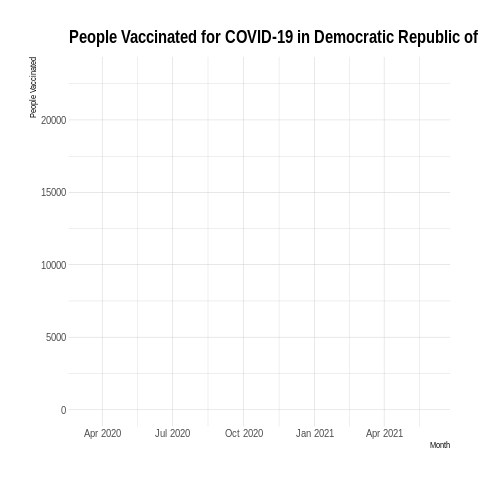 People Vaccinated for COVID-19 in Democratic Republic of
People Vaccinated
20000
15000
10000
5000
0
Apr 2020 Jul 2020 Oct 2020 Jan 2021 Apr 2021
Month